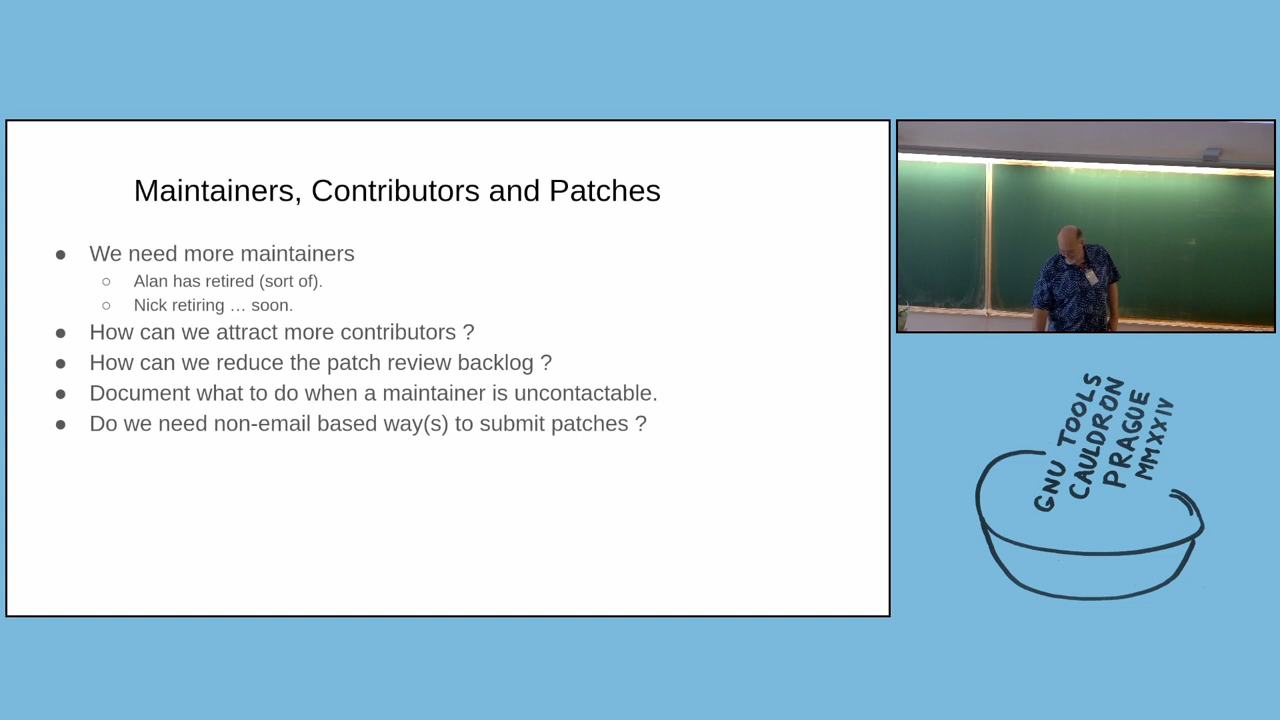 Maintainers, Contributors and Patches
● We need more maintainers
○ Alan has retired (sort of).
○ Nick retiring … soon.
● How can we attract more contributors ?
● How can we reduce the patch review backlog ?
● Document what to do when a maintainer is uncontactable.
● Do we need non-email based way(s) to submit patches ?
GNU TOOLS
CAULDRON
PRAGUE
MMXXIV